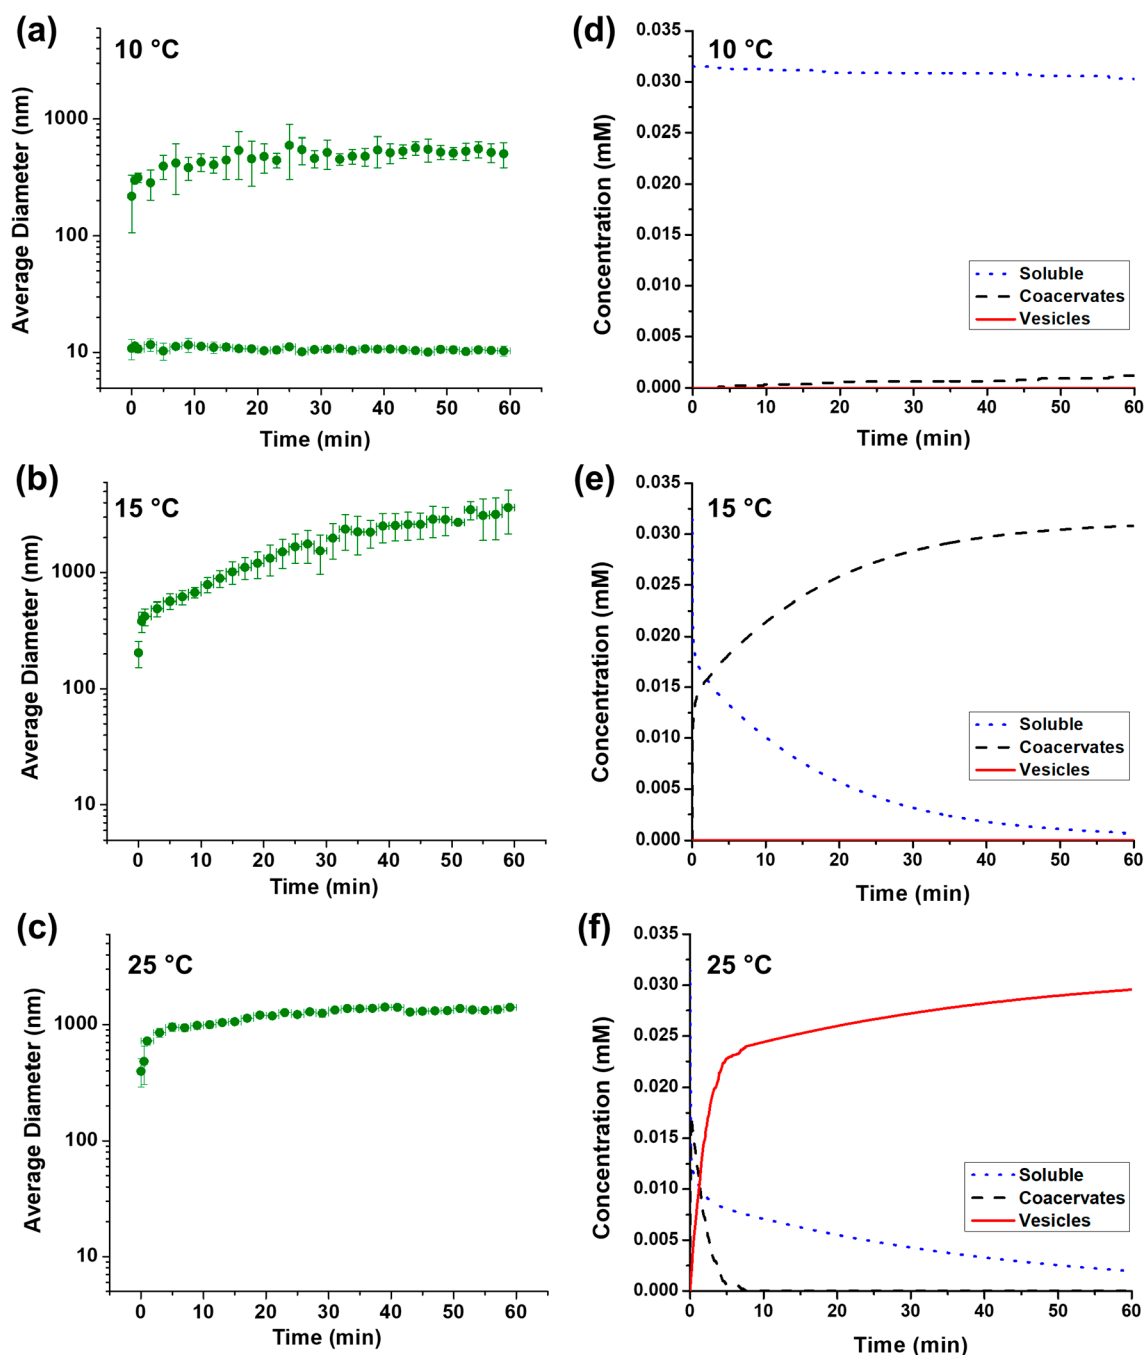 (a)
10 °C
1000
100
10
0 10 20 30 40 50 60
Time (min)
Average Diameter (nm)
(d)
10 °C
0.035
0.030
0.025
0.020
0.015
0.010
0.005
0.000
0 10 20 30 40 50 60
Time (min)
Concentration (mM)
Soluble
Coacervates
Vesicles
(b)
15 °C
1000
100
10
0 10 20 30 40 50 60
Time (min)
Average Diameter (nm)
(e)
15 °C
0.035
0.030
0.025
0.020
0.015
0.010
0.005
0.000
0 10 20 30 40 50 60
Time (min)
Concentration (mM)
Soluble
Coacervates
Vesicles
(c)
25 °C
1000
100
10
0 10 20 30 40 50 60
Time (min)
Average Diameter (nm)
(f)
25 °C
0.035
0.030
0.025
0.020
0.015
0.010
0.005
0.000
0 10 20 30 40 50 60
Time (min)
Concentration (mM)
Soluble
Coacervates
Vesicles